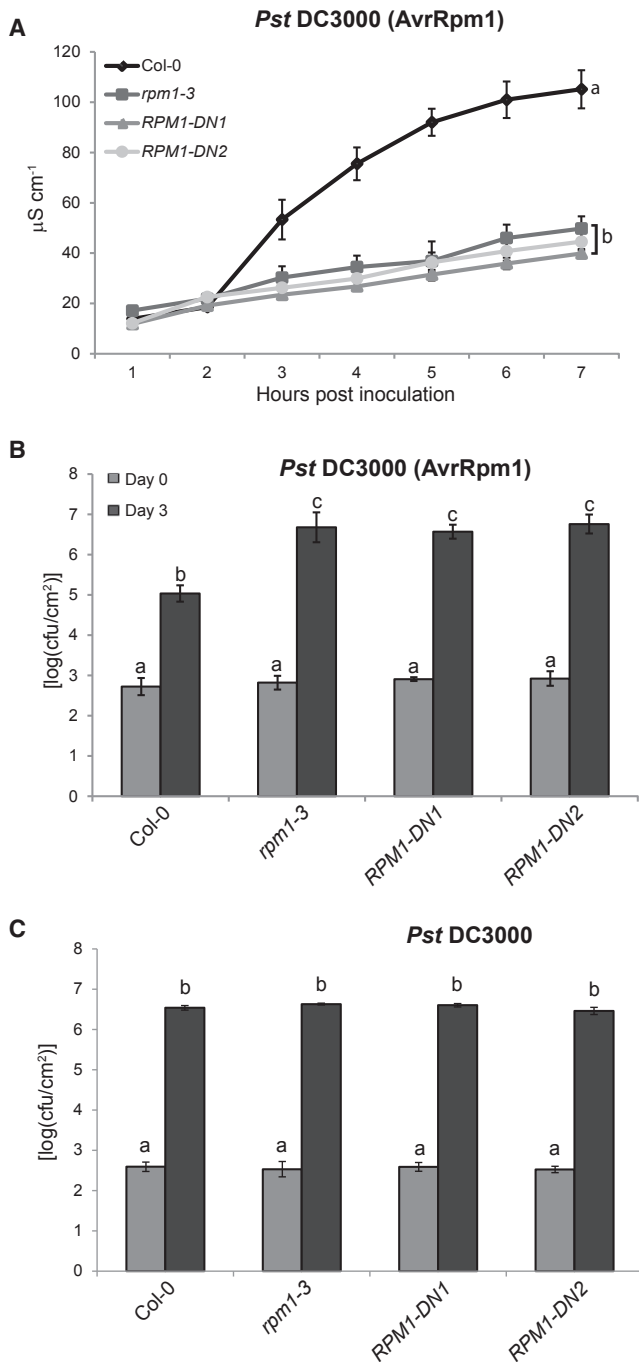 A
Pst DC3000 (AvrRpm1)
120
100
80
60
40
20
0
µS cm-1
Col-0
rpm1-3
RPM1-DN1
RPM1-DN2
a
b
1 2 3 4 5 6 7
Hours post inoculation
B
Pst DC3000 (AvrRpm1)
8
7
6
5
4
3
2
1
0
[log(cfu/cm2)]
Day 0
Day 3
a b a c a c a c
Col-0
rpm1-3
RPM1-DN1
RPM1-DN2
C
Pst DC3000
8
7
6
5
4
3
2
1
0
[log(cfu/cm2)]
a b a b a b a b
Col-0
rpm1-3
RPM1-DN1
RPM1-DN2